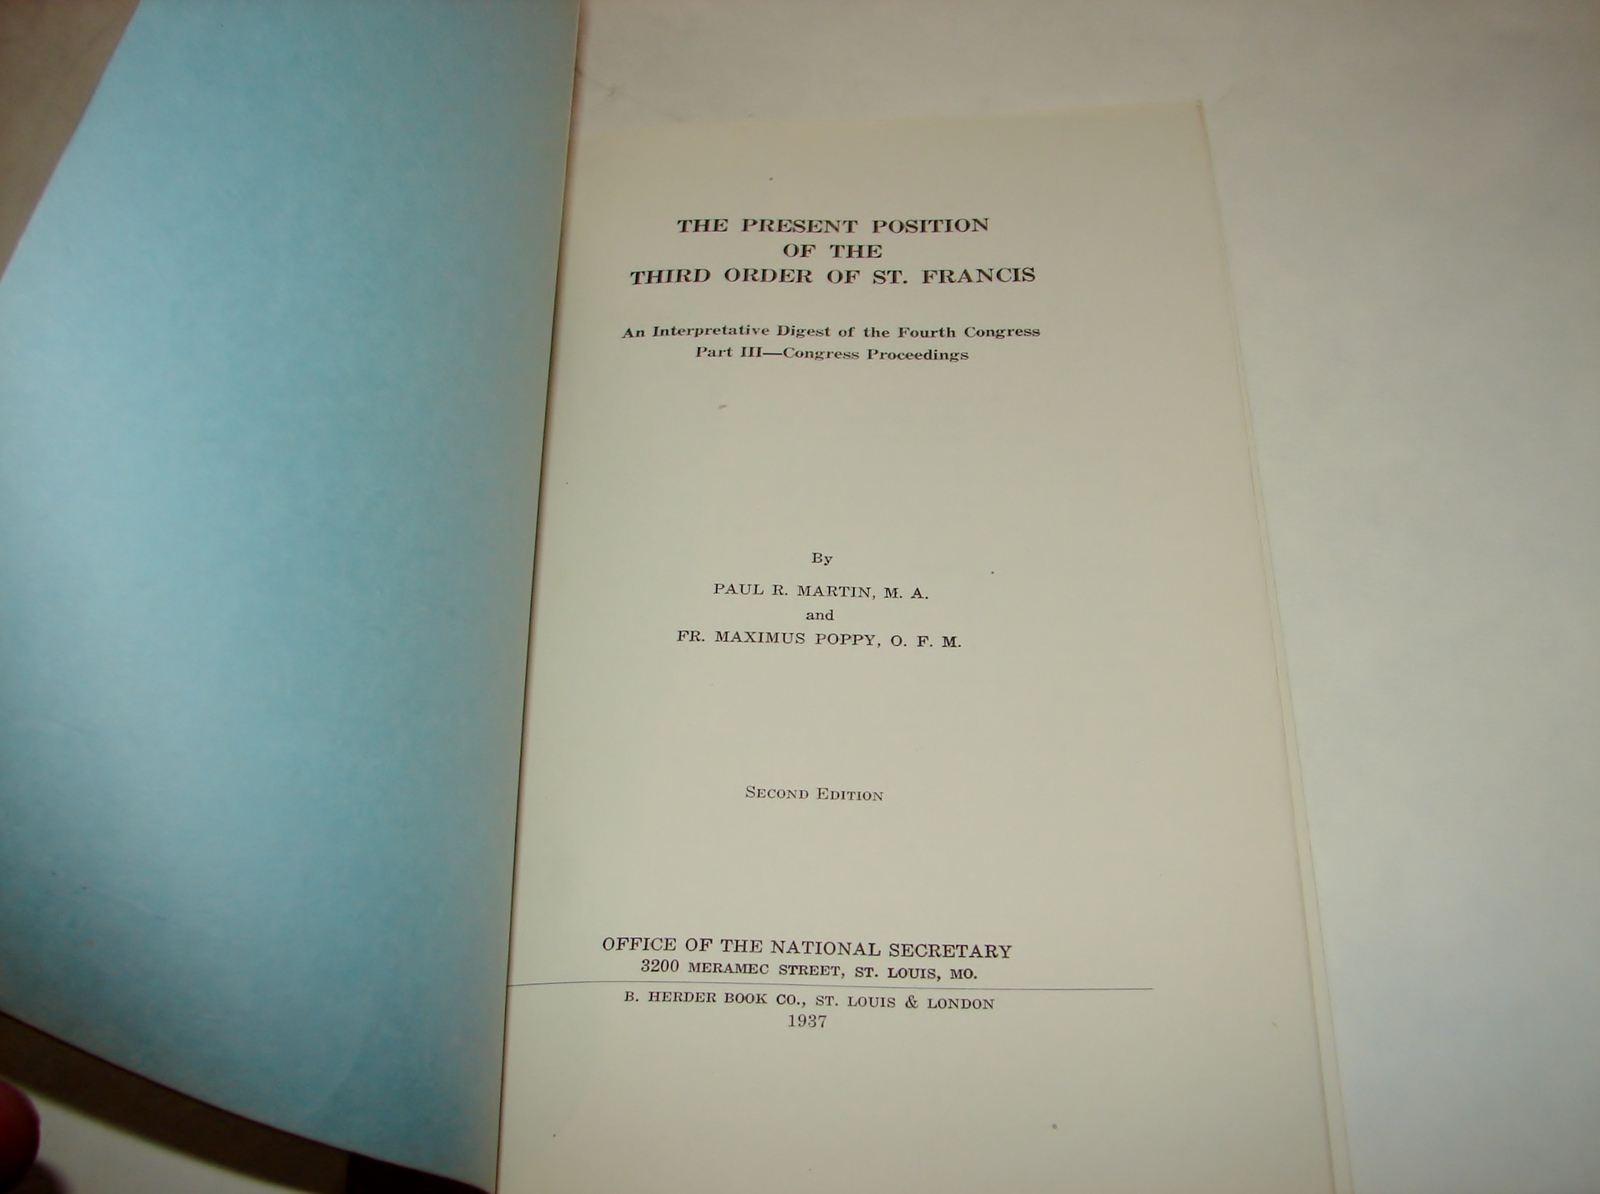 THE PRESENT POSITION
OF THE
THIRD ORDER OF ST. FRANCIS
An Interpretative Digest of the Fourth Congress
Part III—Congress Proceedings
By
PAUL R. MARTIN, M. A.
and
FR. MAXIMUS POPPY, O. F. M.
SECOND EDITION
OFFICE OF THE NATIONAL SECRETARY
3200 MERAMEC STREET, ST. LOUIS, MO.
B. HERDER BOOK CO., ST. LOUIS & LONDON
1937